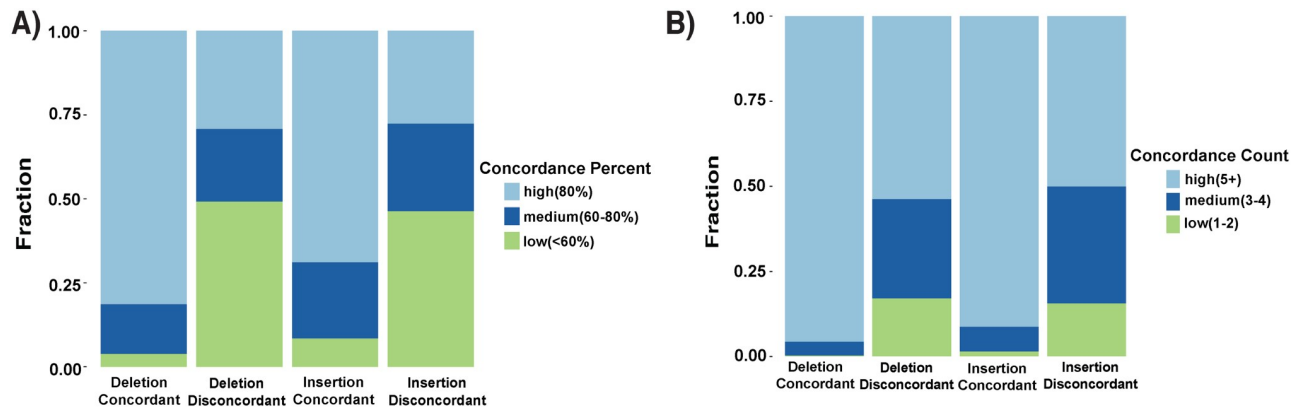 A)
1.00
0.75
0.50
0.25
0.00
Fraction
Deletion
Concordant
Deletion
Disconcordant
Insertion
Concordant
Insertion
Disconcordant
Concordance Percent
high(80%)
medium(60-80%)
low(<60%)
B)
1.00
0.75
0.50
0.25
0.00
Fraction
Deletion
Concordant
Deletion
Disconcordant
Insertion
Concordant
Insertion
Disconcordant
Concordance Count
high(5+)
medium(3-4)
low(1-2)